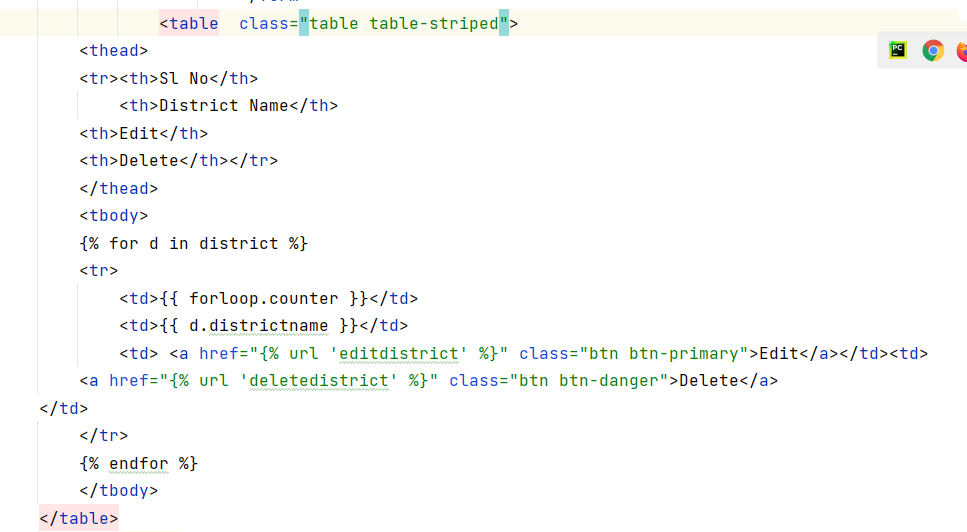 <table  class="table table-striped">
<thead>
<tr><th>Sl No</th>
<th>District Name</th>
<th>Edit</th>
<th>Delete</th></tr>
</thead>
<tbody>
{% for d in district %}
<tr>
<td>{{ forloop.counter }}</td>
<td>{{ d.districtname }}</td>
<td> <a href="{% url 'editdistrict' %}" class="btn btn-primary">Edit</a></td><td>
<a href="{% url 'deletedistrict' %}" class="btn btn-danger">Delete</a>
</td>
</tr>
{% endfor %}
</tbody>
</table>